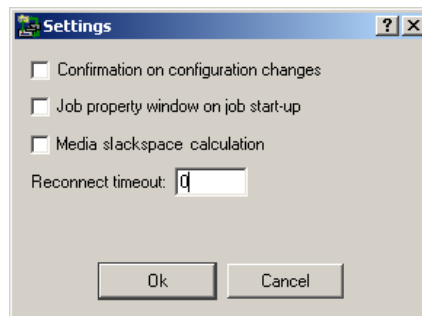 Settings
Confirmation on configuration changes
Job property window on job start-up
Media slackspace calculation
Reconnect timeout: 0
Ok Cancel